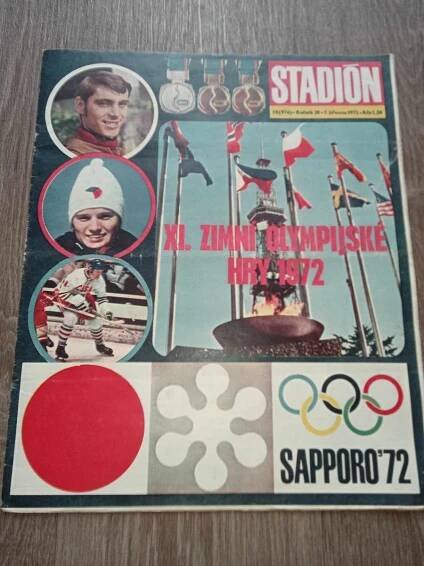 STADIÓN
XI. ZIMNÍ OLYMPIJSKÉ
HRY 1972
SAPPORO'72